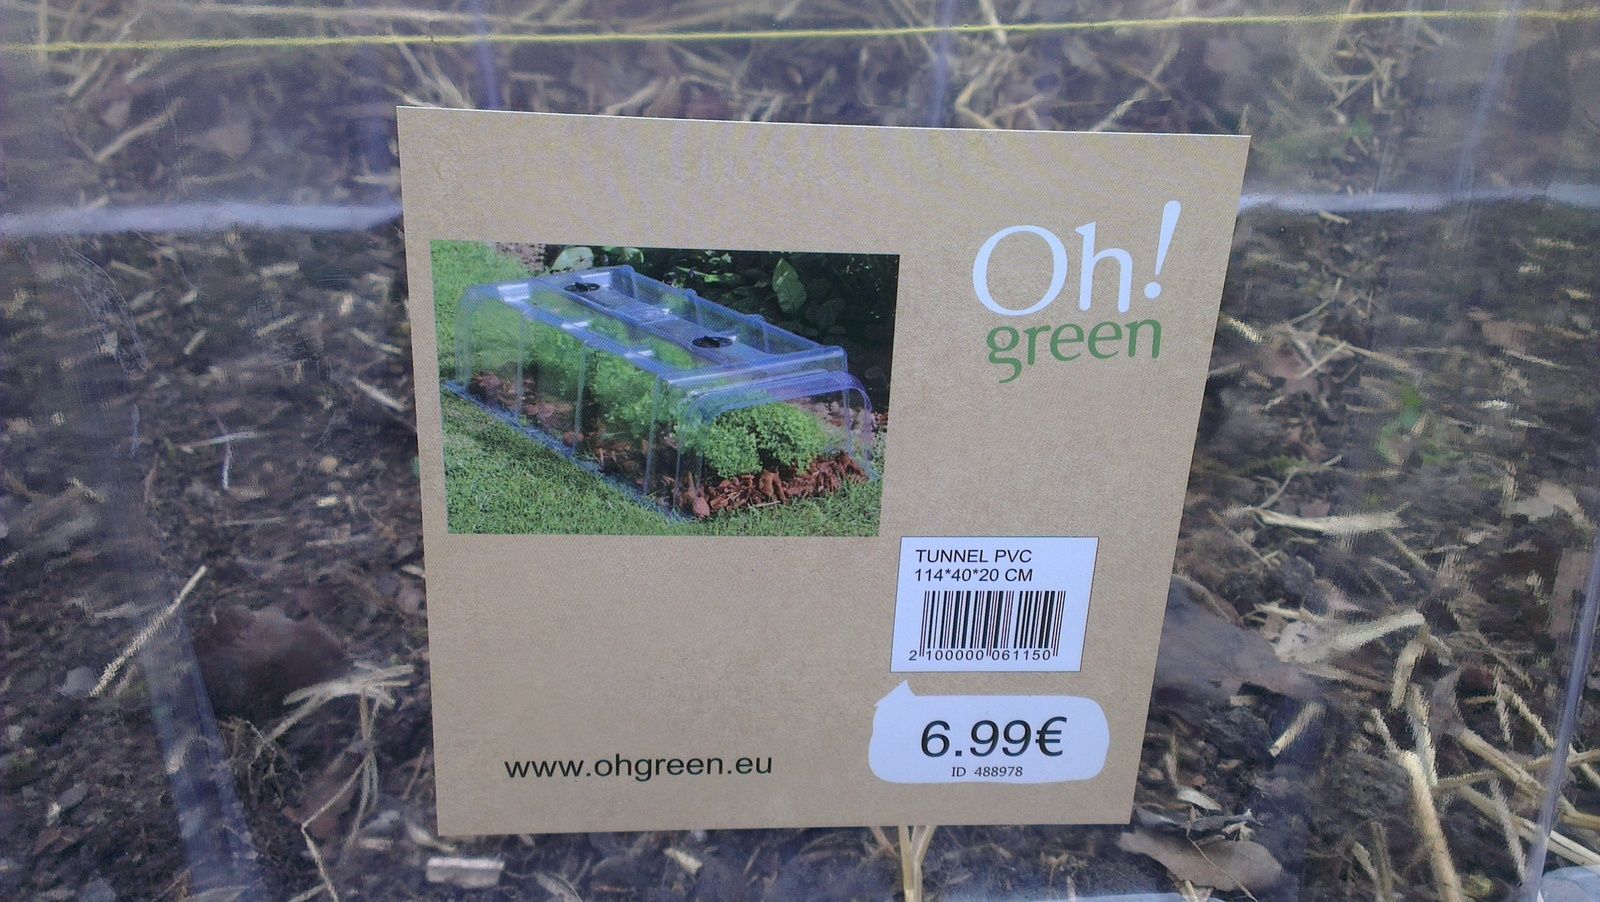 Oh!
green
TUNNEL PVC
114*40*20 CM
2 100000 061150
6.99€
ID 488978
www.ohgreen.eu